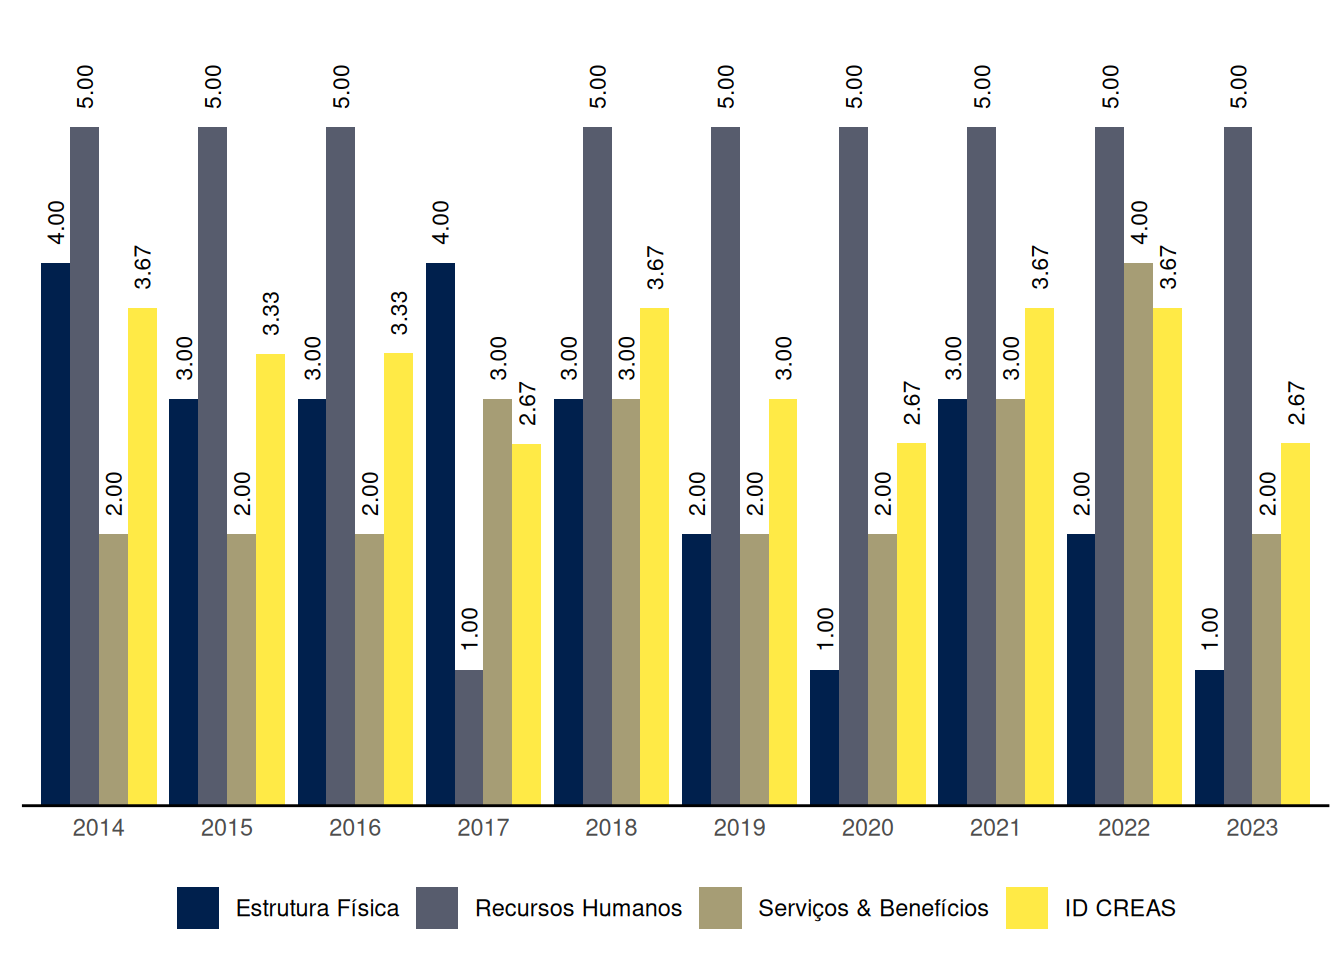 5.00 5.00 5.00 5.00 5.00 5.00 5.00 5.00 5.00
4.00 4.00 4.00
3.67 3.67 3.67 3.67
3.33 3.33
3.00 3.00 3.00 3.00 3.00 3.00 3.00 3.00
2.67 2.67 2.67
2.00 2.00 2.00 2.00 2.00 2.00 2.00 2.00
1.00 1.00 1.00
2014 2015 2016 2017 2018 2019 2020 2021 2022 2023
Estrutura Física Recursos Humanos Serviços & Benefícios ID CREAS